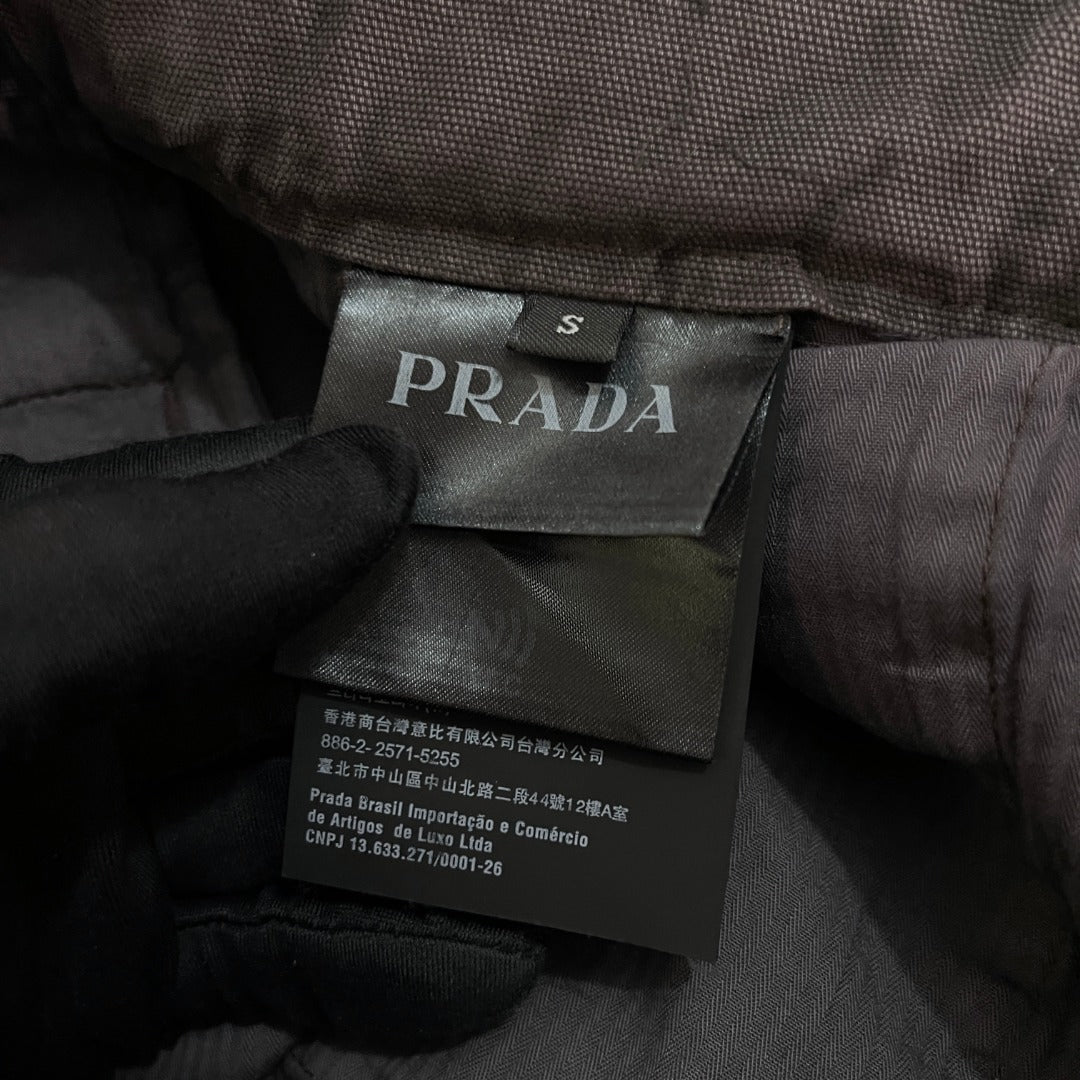 S
PRADA
香港商台灣意比有限公司台灣分公司
886-2- 2571-5255
臺北市中山區中山北路二段44號12樓A室
Prada Brasil Importação e Comércio
de Artigos de Luxo Ltda
CNPJ 13.633.271/0001-26